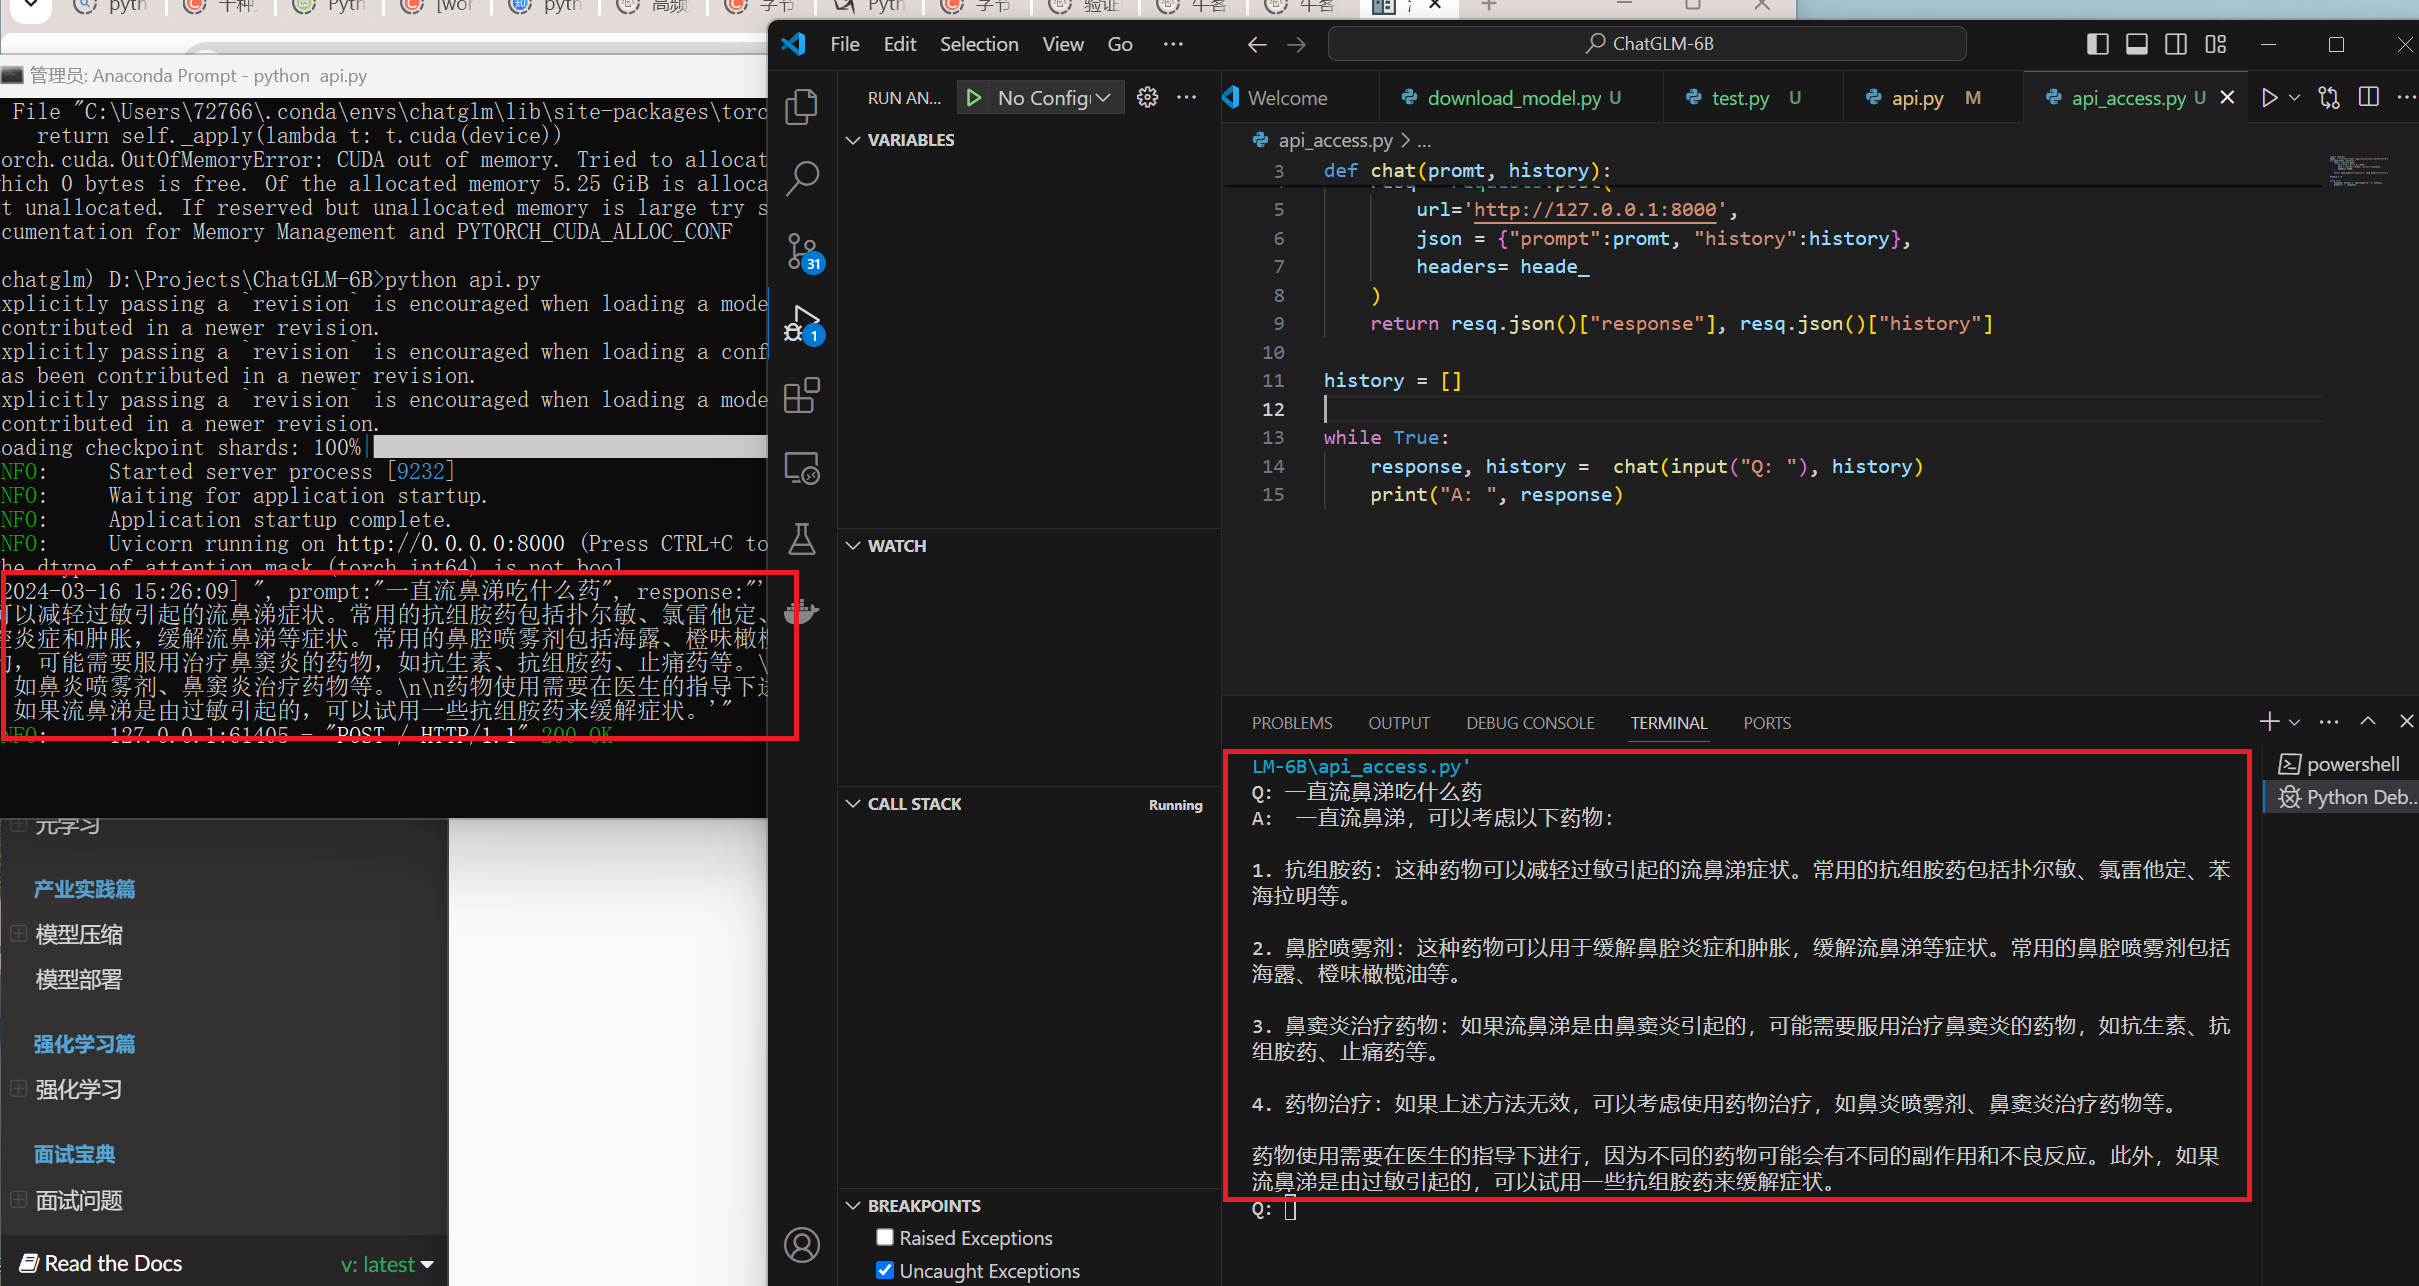 pyth
十种
Pyth
[wor
pyth
高频
字节
Pyth
字节
验证
牛客
牛客
管理员: Anaconda Prompt - python  api.py
File "C:\Users\72766\.conda\envs\chatglm\lib\site-packages\torc
return self._apply(lambda t: t.cuda(device))
orch.cuda.OutOfMemoryError: CUDA out of memory. Tried to allocat
hich 0 bytes is free. Of the allocated memory 5.25 GiB is alloca
t unallocated. If reserved but unallocated memory is large try s
cumentation for Memory Management and PYTORCH_CUDA_ALLOC_CONF
chatglm) D:\Projects\ChatGLM-6B>python api.py
xplicitly passing a `revision` is encouraged when loading a mode
contributed in a newer revision.
xplicitly passing a `revision` is encouraged when loading a conf
as been contributed in a newer revision.
xplicitly passing a `revision` is encouraged when loading a mode
contributed in a newer revision.
oading checkpoint shards: 100%|
NFO:     Started server process [9232]
NFO:     Waiting for application startup.
NFO:     Application startup complete.
NFO:     Uvicorn running on http://0.0.0.0:8000 (Press CTRL+C to
he dtype of attention mask (torch.int64) is not bool
2024-03-16 15:26:09] ", prompt:"一直流鼻涕吃什么药", response:"'
可以减轻过敏引起的流鼻涕症状。常用的抗组胺药包括扑尔敏、氯雷他定、
腔炎症和肿胀，缓解流鼻涕等症状。常用的鼻腔喷雾剂包括海露、橙味橄榄
的，可能需要服用治疗鼻窦炎的药物，如抗生素、抗组胺药、止痛药等。\
如鼻炎喷雾剂、鼻窦炎治疗药物等。\n\n药物使用需要在医生的指导下进
如果流鼻涕是由过敏引起的，可以试用一些抗组胺药来缓解症状。'"
NFO:     127.0.0.1:61405 - "POST / HTTP/1.1" 200 OK
元学习
产业实践篇
模型压缩
模型部署
强化学习篇
强化学习
面试宝典
面试问题
Read the Docs
v: latest
File Edit Selection View Go ···
ChatGLM-6B
RUN AN...
No Config
31
1
VARIABLES
WATCH
CALL STACK
Running
BREAKPOINTS
Raised Exceptions
Uncaught Exceptions
Welcome
download_model.py U
test.py U
api.py M
api_access.py U
api_access.py > ...
3 def chat(promt, history):
resq = requests.post(
5 url='http://127.0.0.1:8000',
6 json = {"prompt":promt, "history":history},
7 headers= heade_
8 )
9 return resq.json()["response"], resq.json()["history"]
10
11 history = []
12
13 while True:
14 response, history =  chat(input("Q: "), history)
15 print("A: ", response)
PROBLEMS OUTPUT DEBUG CONSOLE TERMINAL PORTS
powershell
Python Deb...
LM-6B\api_access.py'
Q: 一直流鼻涕吃什么药
A:  一直流鼻涕，可以考虑以下药物：
1. 抗组胺药：这种药物可以减轻过敏引起的流鼻涕症状。常用的抗组胺药包括扑尔敏、氯雷他定、苯
海拉明等。
2. 鼻腔喷雾剂：这种药物可以用于缓解鼻腔炎症和肿胀，缓解流鼻涕等症状。常用的鼻腔喷雾剂包括
海露、橙味橄榄油等。
3. 鼻窦炎治疗药物：如果流鼻涕是由鼻窦炎引起的，可能需要服用治疗鼻窦炎的药物，如抗生素、抗
组胺药、止痛药等。
4. 药物治疗：如果上述方法无效，可以考虑使用药物治疗，如鼻炎喷雾剂、鼻窦炎治疗药物等。
药物使用需要在医生的指导下进行，因为不同的药物可能会有不同的副作用和不良反应。此外，如果
流鼻涕是由过敏引起的，可以试用一些抗组胺药来缓解症状。
Q: